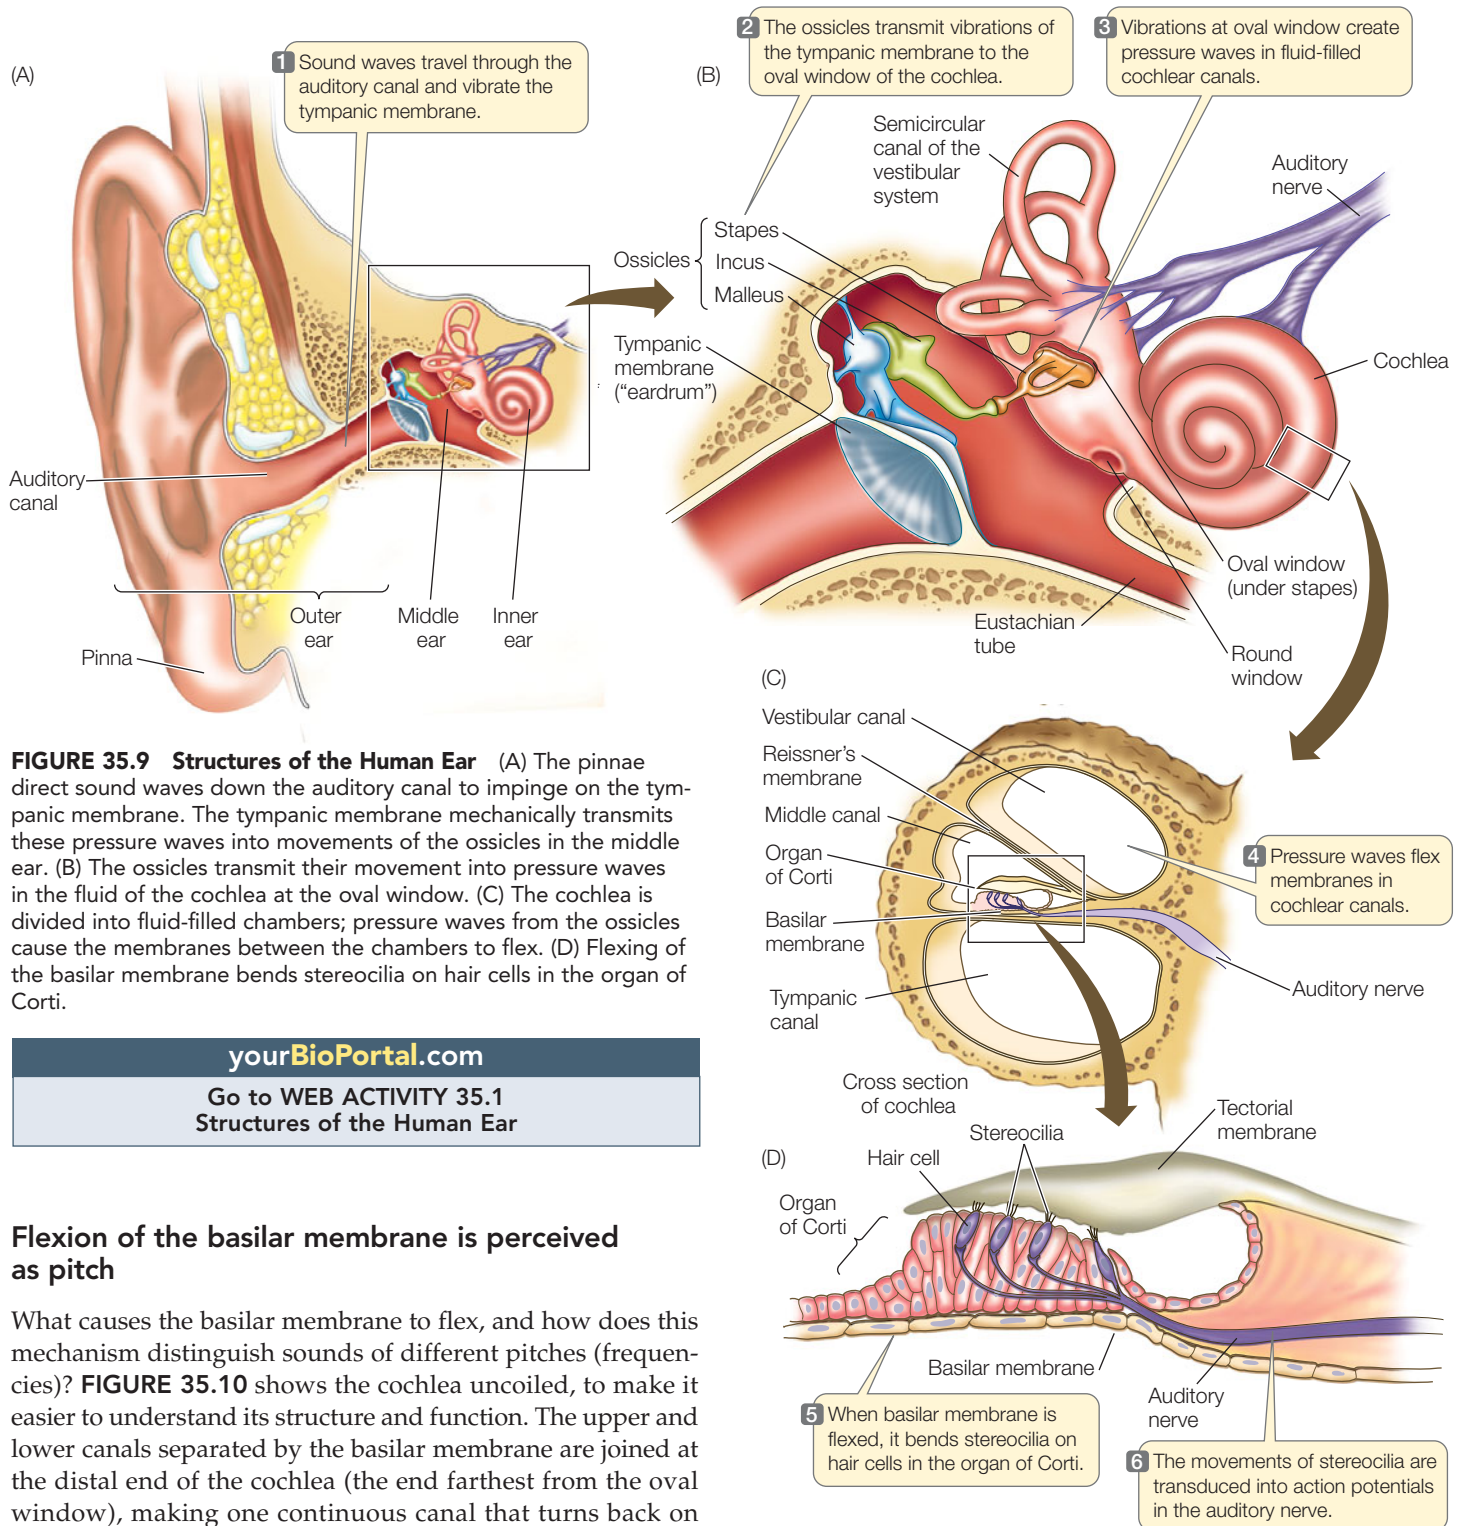 (A)
1 Sound waves travel through the
auditory canal and vibrate the
tympanic membrane.
Auditory
canal
Outer
ear
Middle
ear
Inner
ear
Pinna
(B)
2 The ossicles transmit vibrations of
the tympanic membrane to the
oval window of the cochlea.
3 Vibrations at oval window create
pressure waves in fluid-filled
cochlear canals.
Semicircular
canal of the
vestibular
system
Auditory
nerve
Ossicles
Stapes
Incus
Malleus
Tympanic
membrane
(“eardrum”)
Cochlea
Oval window
(under stapes)
Eustachian
tube
Round
window
(C)
Vestibular canal
Reissner’s
membrane
Middle canal
Organ
of Corti
Basilar
membrane
Tympanic
canal
4 Pressure waves flex
membranes in
cochlear canals.
Auditory nerve
Cross section
of cochlea
(D)
Stereocilia
Hair cell
Tectorial
membrane
Organ
of Corti
Basilar membrane
Auditory
nerve
5 When basilar membrane is
flexed, it bends stereocilia on
hair cells in the organ of Corti.
6 The movements of stereocilia are
transduced into action potentials
in the auditory nerve.
FIGURE 35.9 Structures of the Human Ear (A) The pinnae
direct sound waves down the auditory canal to impinge on the tym-
panic membrane. The tympanic membrane mechanically transmits
these pressure waves into movements of the ossicles in the middle
ear. (B) The ossicles transmit their movement into pressure waves
in the fluid of the cochlea at the oval window. (C) The cochlea is
divided into fluid-filled chambers; pressure waves from the ossicles
cause the membranes between the chambers to flex. (D) Flexing of
the basilar membrane bends stereocilia on hair cells in the organ of
Corti.
yourBioPortal.com
Go to WEB ACTIVITY 35.1
Structures of the Human Ear
Flexion of the basilar membrane is perceived
as pitch
What causes the basilar membrane to flex, and how does this
mechanism distinguish sounds of different pitches (frequen-
cies)? FIGURE 35.10 shows the cochlea uncoiled, to make it
easier to understand its structure and function. The upper and
lower canals separated by the basilar membrane are joined at
the distal end of the cochlea (the end farthest from the oval
window), making one continuous canal that turns back on